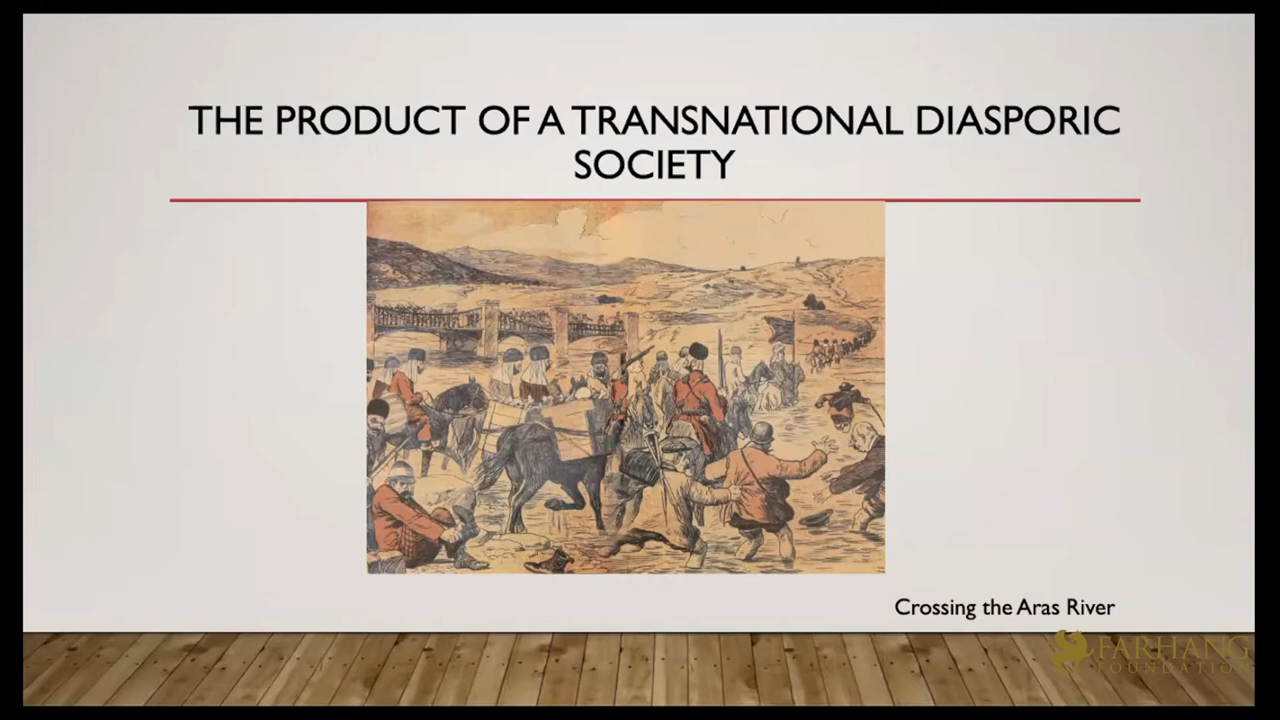 THE PRODUCT OF A TRANSNATIONAL DIASPORIC
SOCIETY
Crossing the Aras River
FARHANG
FOUNDATION